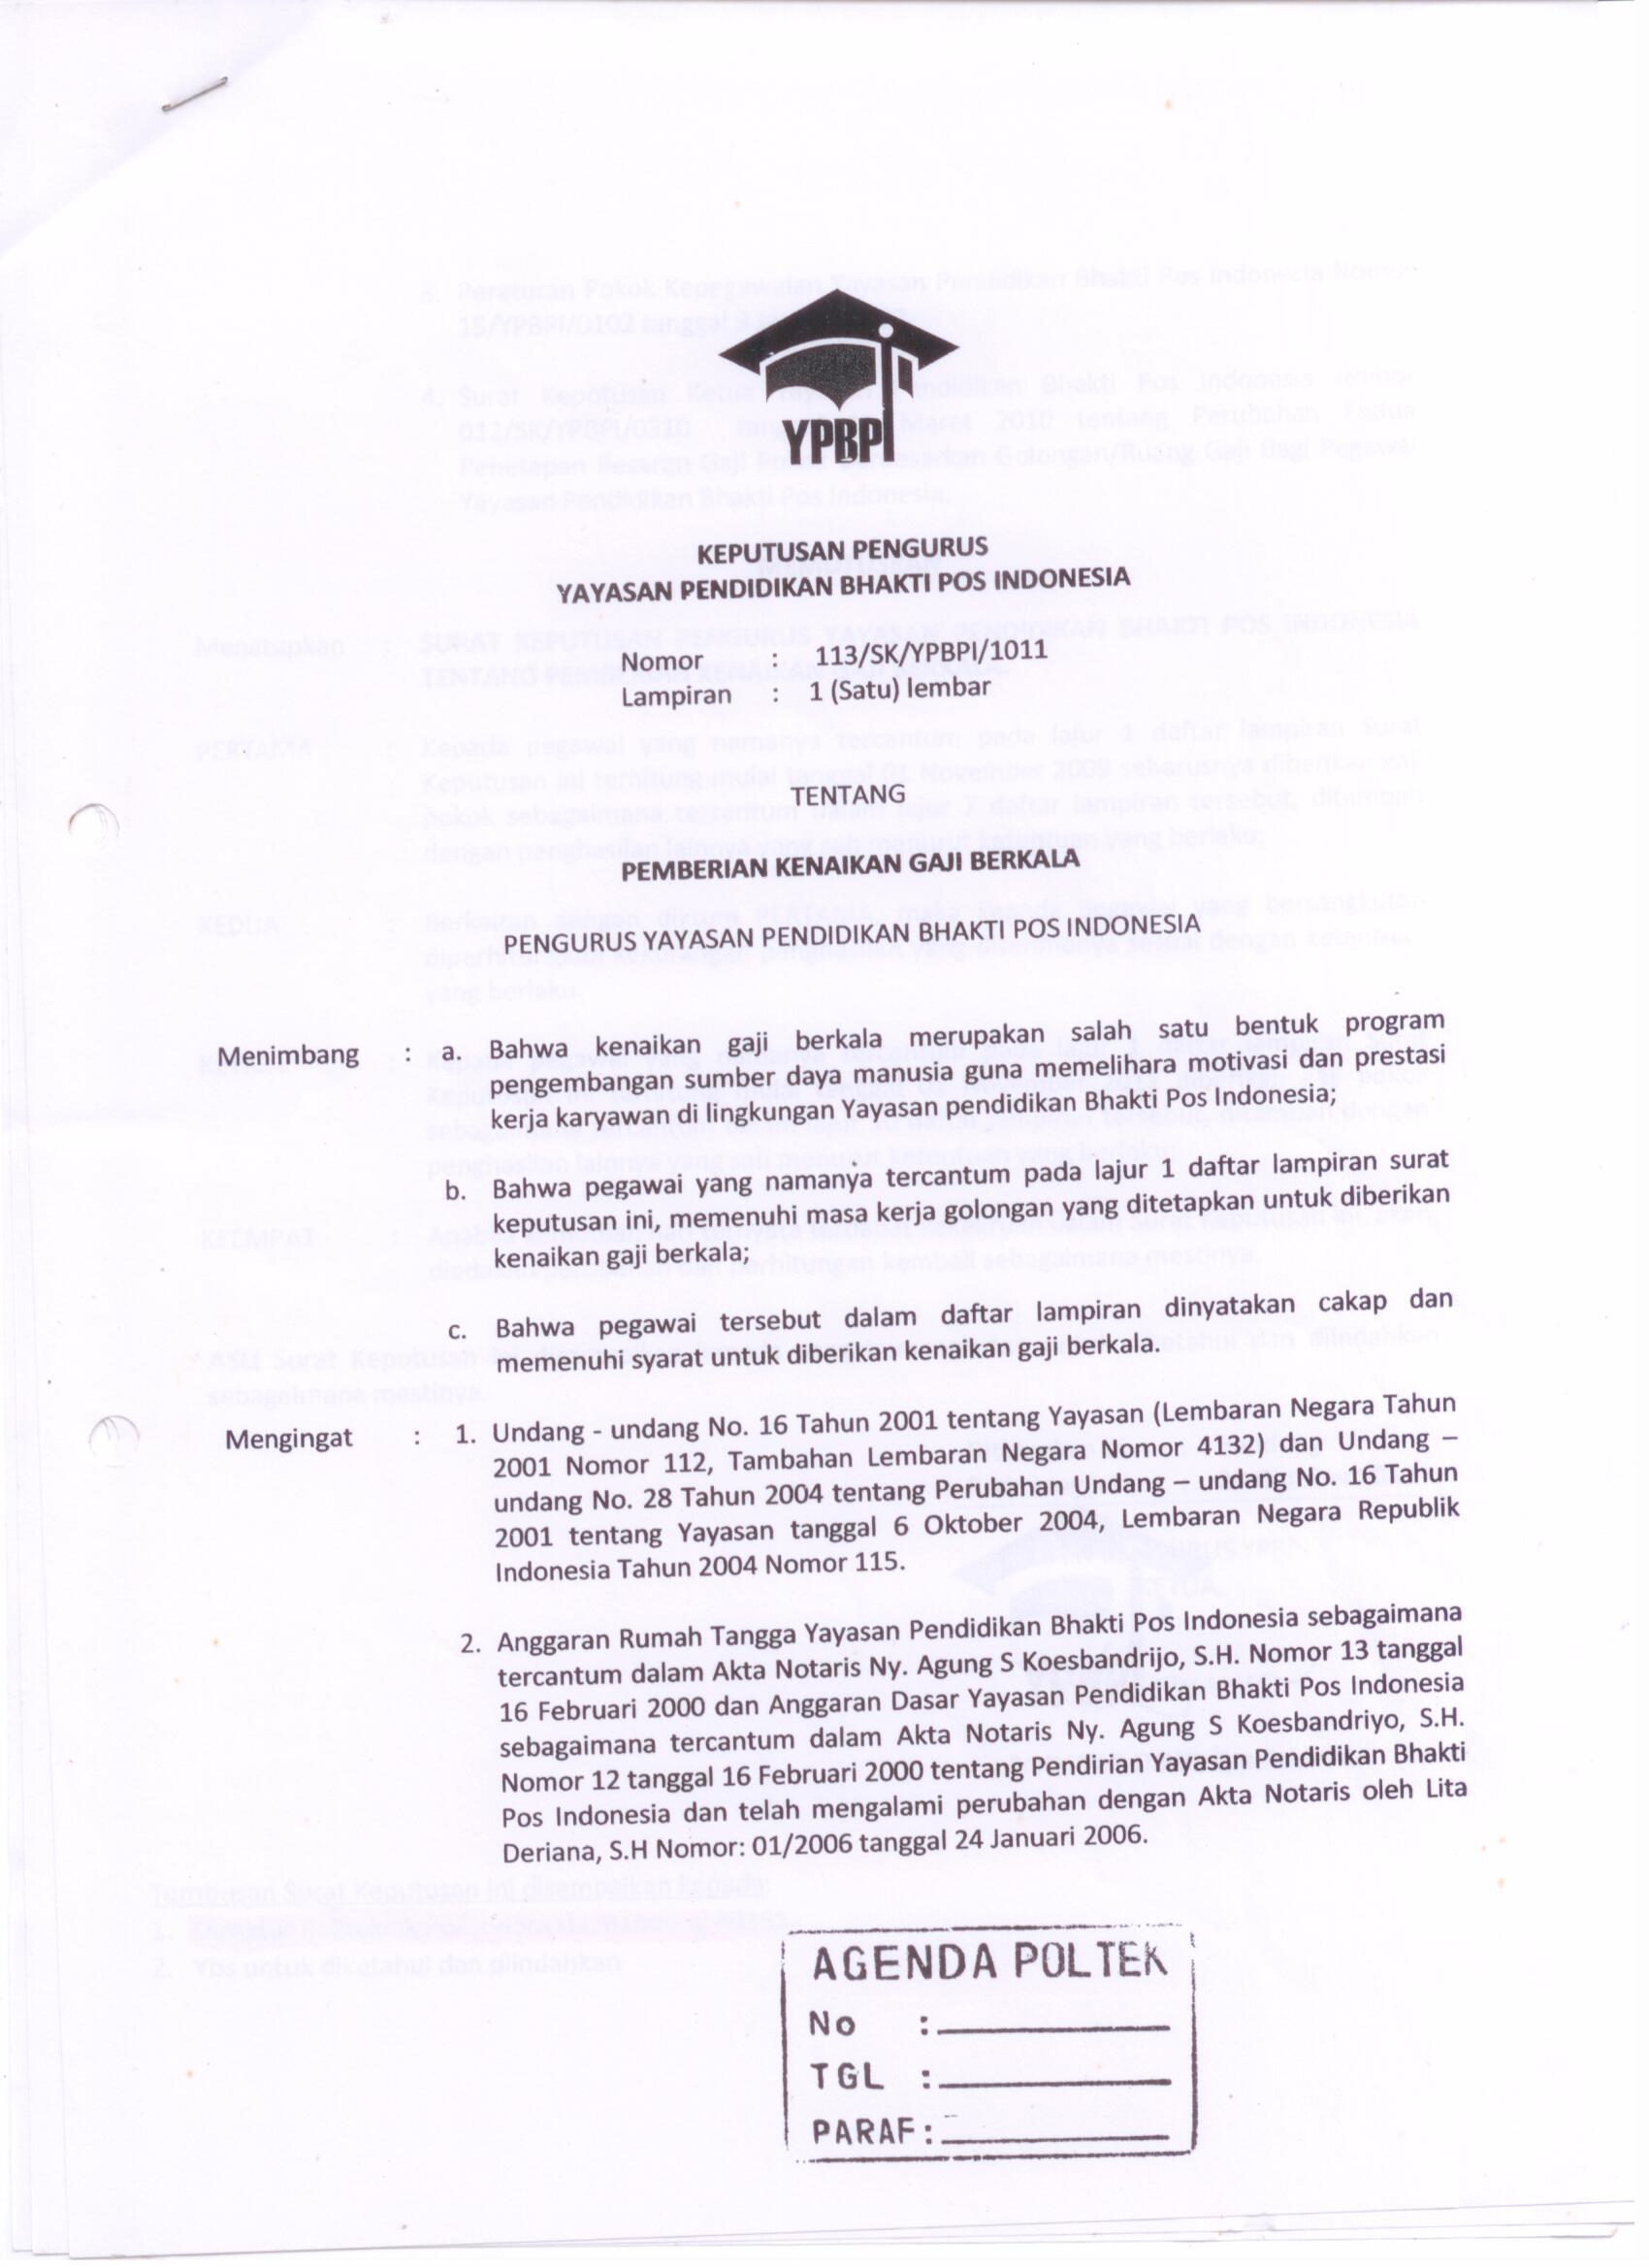 YPBPI
KEPUTUSAN PENGURUS
YAYASAN PENDIDIKAN BHAKTI POS INDONESIA
Nomor : 113/SK/YPBPI/1011
Lampiran : 1 (Satu) lembar
TENTANG
PEMBERIAN KENAIKAN GAJI BERKALA
PENGURUS YAYASAN PENDIDIKAN BHAKTI POS INDONESIA
Menimbang : a. Bahwa kenaikan gaji berkala merupakan salah satu bentuk program
pengembangan sumber daya manusia guna memelihara motivasi dan prestasi
kerja karyawan di lingkungan Yayasan pendidikan Bhakti Pos Indonesia;
b. Bahwa pegawai yang namanya tercantum pada lajur 1 daftar lampiran surat
keputusan ini, memenuhi masa kerja golongan yang ditetapkan untuk diberikan
kenaikan gaji berkala;
c. Bahwa pegawai tersebut dalam daftar lampiran dinyatakan cakap dan
memenuhi syarat untuk diberikan kenaikan gaji berkala.
Mengingat : 1. Undang - undang No. 16 Tahun 2001 tentang Yayasan (Lembaran Negara Tahun
2001 Nomor 112, Tambahan Lembaran Negara Nomor 4132) dan Undang –
undang No. 28 Tahun 2004 tentang Perubahan Undang – undang No. 16 Tahun
2001 tentang Yayasan tanggal 6 Oktober 2004, Lembaran Negara Republik
Indonesia Tahun 2004 Nomor 115.
2. Anggaran Rumah Tangga Yayasan Pendidikan Bhakti Pos Indonesia sebagaimana
tercantum dalam Akta Notaris Ny. Agung S Koesbandrijo, S.H. Nomor 13 tanggal
16 Februari 2000 dan Anggaran Dasar Yayasan Pendidikan Bhakti Pos Indonesia
sebagaimana tercantum dalam Akta Notaris Ny. Agung S Koesbandriyo, S.H.
Nomor 12 tanggal 16 Februari 2000 tentang Pendirian Yayasan Pendidikan Bhakti
Pos Indonesia dan telah mengalami perubahan dengan Akta Notaris oleh Lita
Deriana, S.H Nomor: 01/2006 tanggal 24 Januari 2006.
AGENDA POLTEK
No :
TGL :
PARAF :